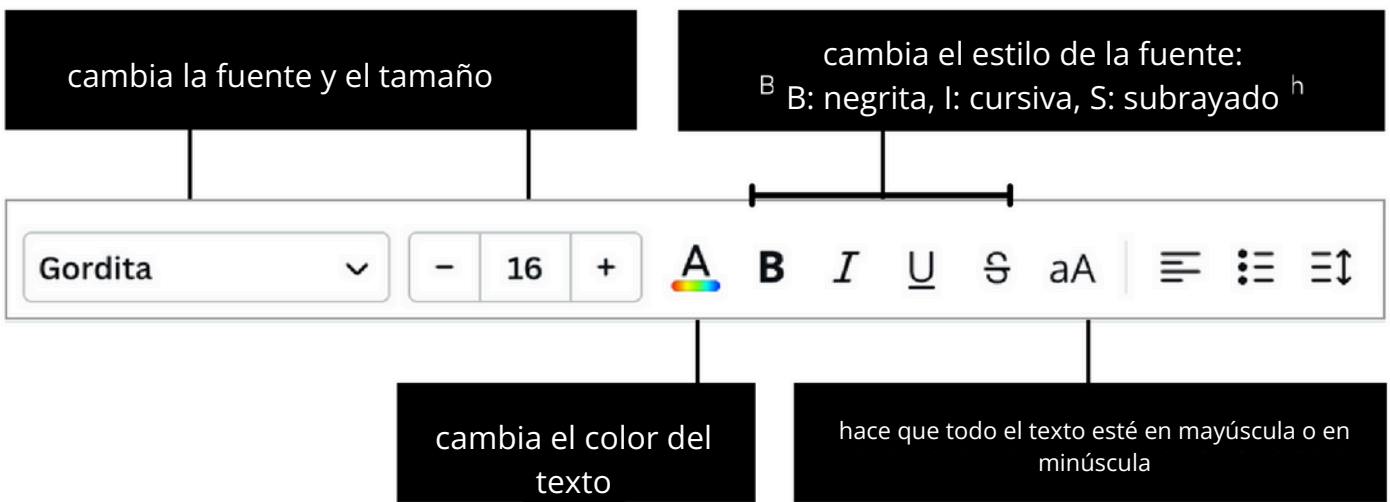 cambia la fuente y el tamaño
cambia el estilo de la fuente:
B B: negrita, I: cursiva, S: subrayado h
Gordita
− 16 + A B I U S aA
cambia el color del
texto
hace que todo el texto esté en mayúscula o en
minúscula